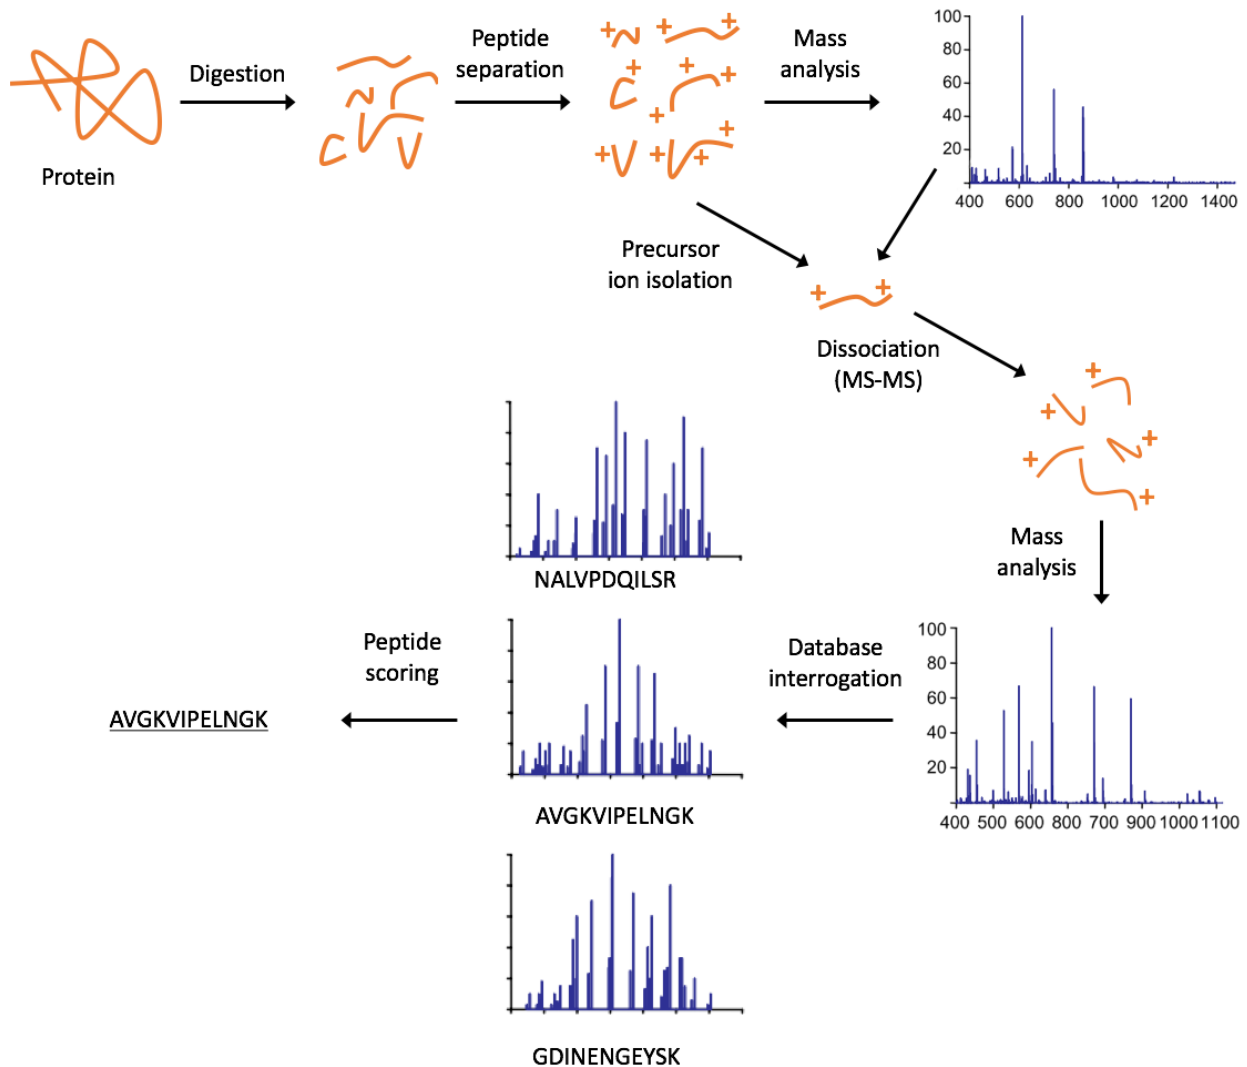 Protein
Digestion
Peptide
separation
Mass
analysis
100
80
60
40
20
400 600 800 1000 1200 1400
Precursor
ion isolation
Dissociation
(MS-MS)
Mass
analysis
100
80
60
40
20
400 500 600 700 800 900 1000 1100
Database
interrogation
NALVPDQILSR
AVGKVIPELNGK
GDINENGEYSK
Peptide
scoring
AVGKVIPELNGK